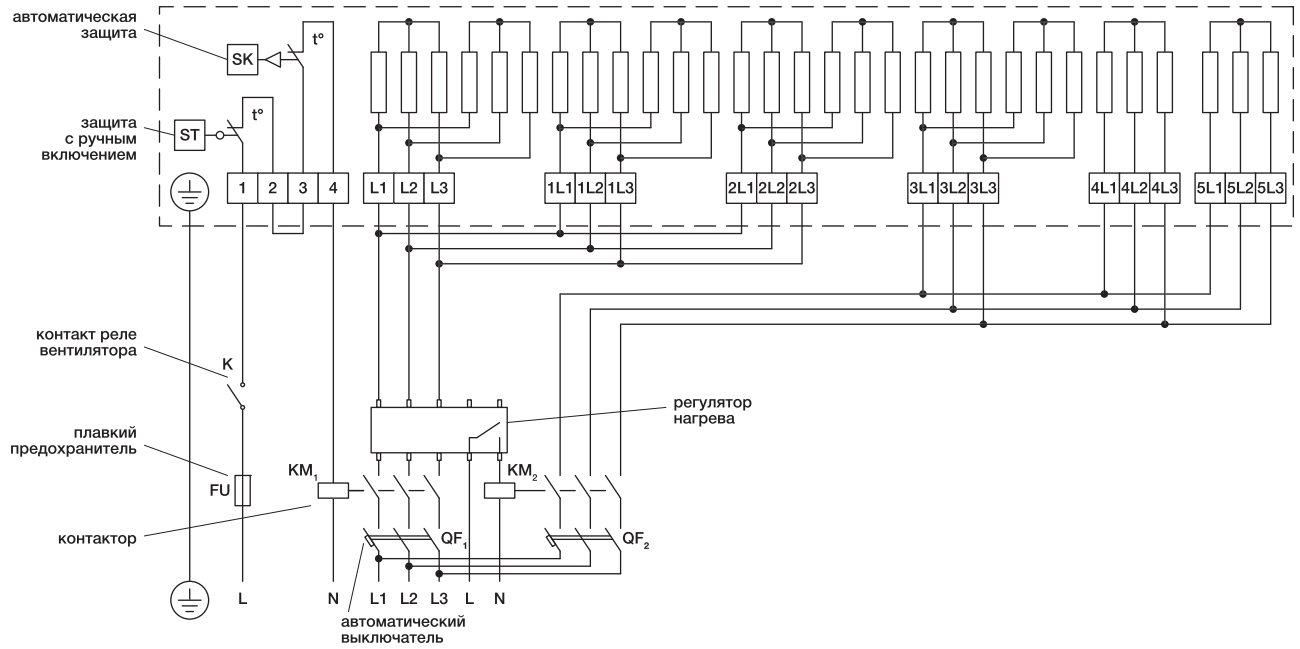 автоматическая
защита
SK
t°
защита
с ручным
включением
ST
t°
1 2 3 4
L1 L2 L3
1L1 1L2 1L3
2L1 2L2 2L3
3L1 3L2 3L3
4L1 4L2 4L3
5L1 5L2 5L3
контакт реле
вентилятора
K
регулятор
нагрева
плавкий
предохранитель
FU
KM₁
KM₂
контактор
QF₁
QF₂
L N L1 L2 L3 L N
автоматический
выключатель